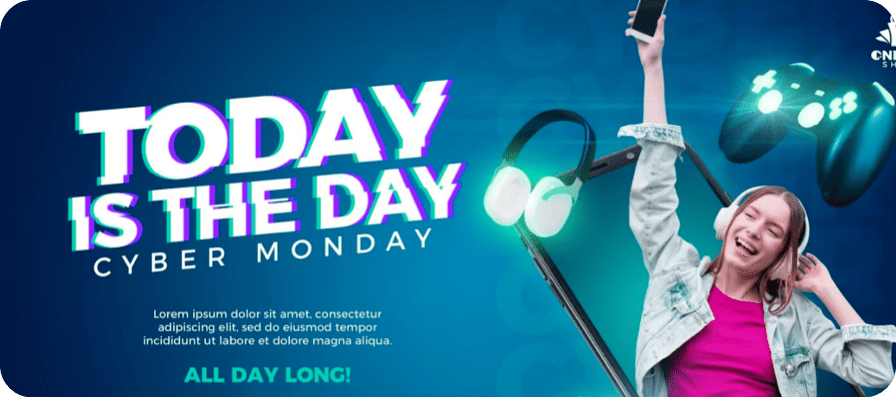 TODAY
IS THE DAY
CYBER MONDAY
Lorem ipsum dolor sit amet, consectetur
adipiscing elit, sed do eiusmod tempor
incididunt ut labore et dolore magna aliqua.
ALL DAY LONG!
CYBER